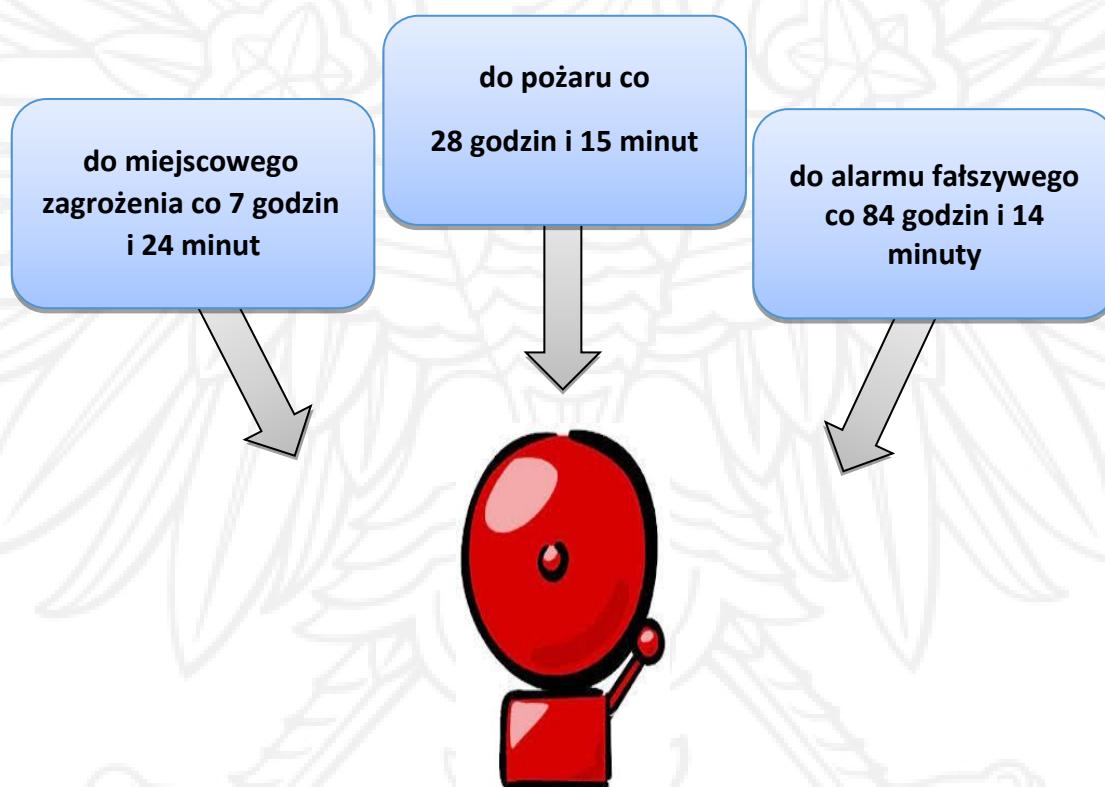 do miejscowego
zagrożenia co 7 godzin
i 24 minut
do pożaru co
28 godzin i 15 minut
do alarmu fałszywego
co 84 godzin i 14
minuty